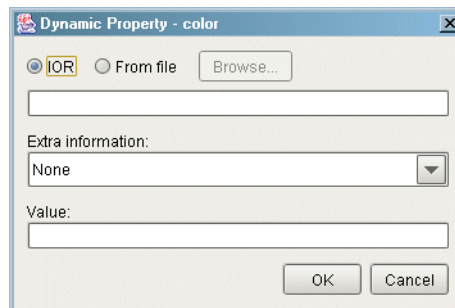 Dynamic Property - color
IOR From file Browse...
Extra information:
None
Value:
OK Cancel